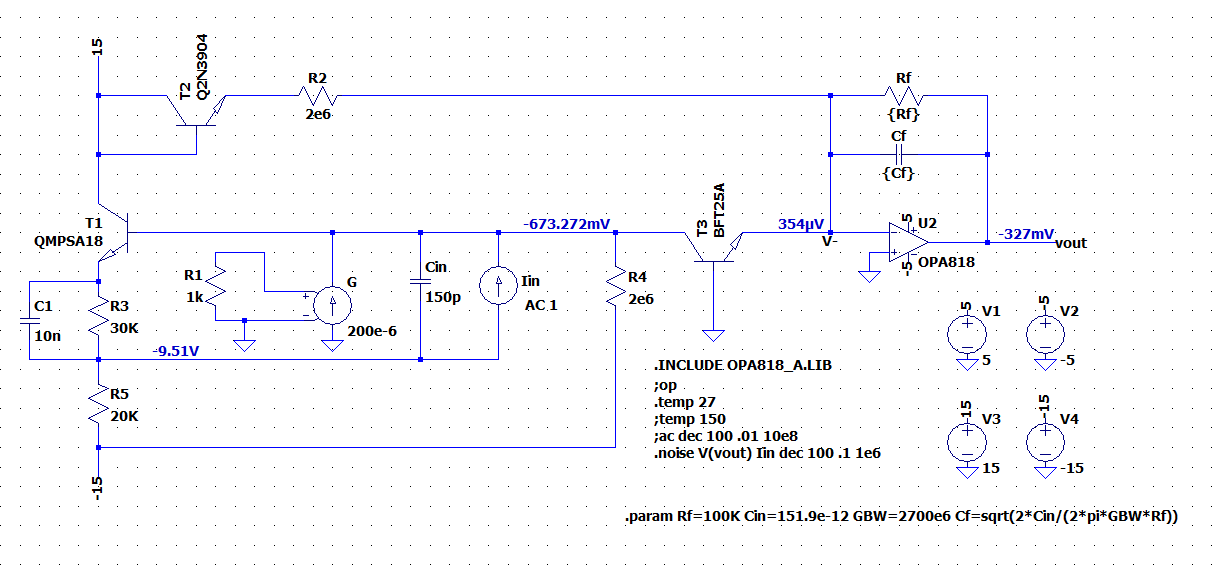 15
T2
Q2N3904
R2
2e6
Rf
{Rf}
Cf
{Cf}
T1
QMPSA18
-673.272mV
T3
BFT25A
354µV
V-
5
U2
-327mV
vout
-5
OPA818
R1
1k
G
200e-6
Cin
150p
Iin
AC 1
R4
2e6
C1
10n
R3
30K
-9.51V
R5
20K
-15
5
V1
5
-5
V2
-5
15
V3
15
-15
V4
-15
.INCLUDE OPA818_A.LIB
;op
.temp 27
;temp 150
;ac dec 100 .01 10e8
.noise V(vout) Iin dec 100 .1 1e6
.param Rf=100K Cin=151.9e-12 GBW=2700e6 Cf=sqrt(2*Cin/(2*pi*GBW*Rf))